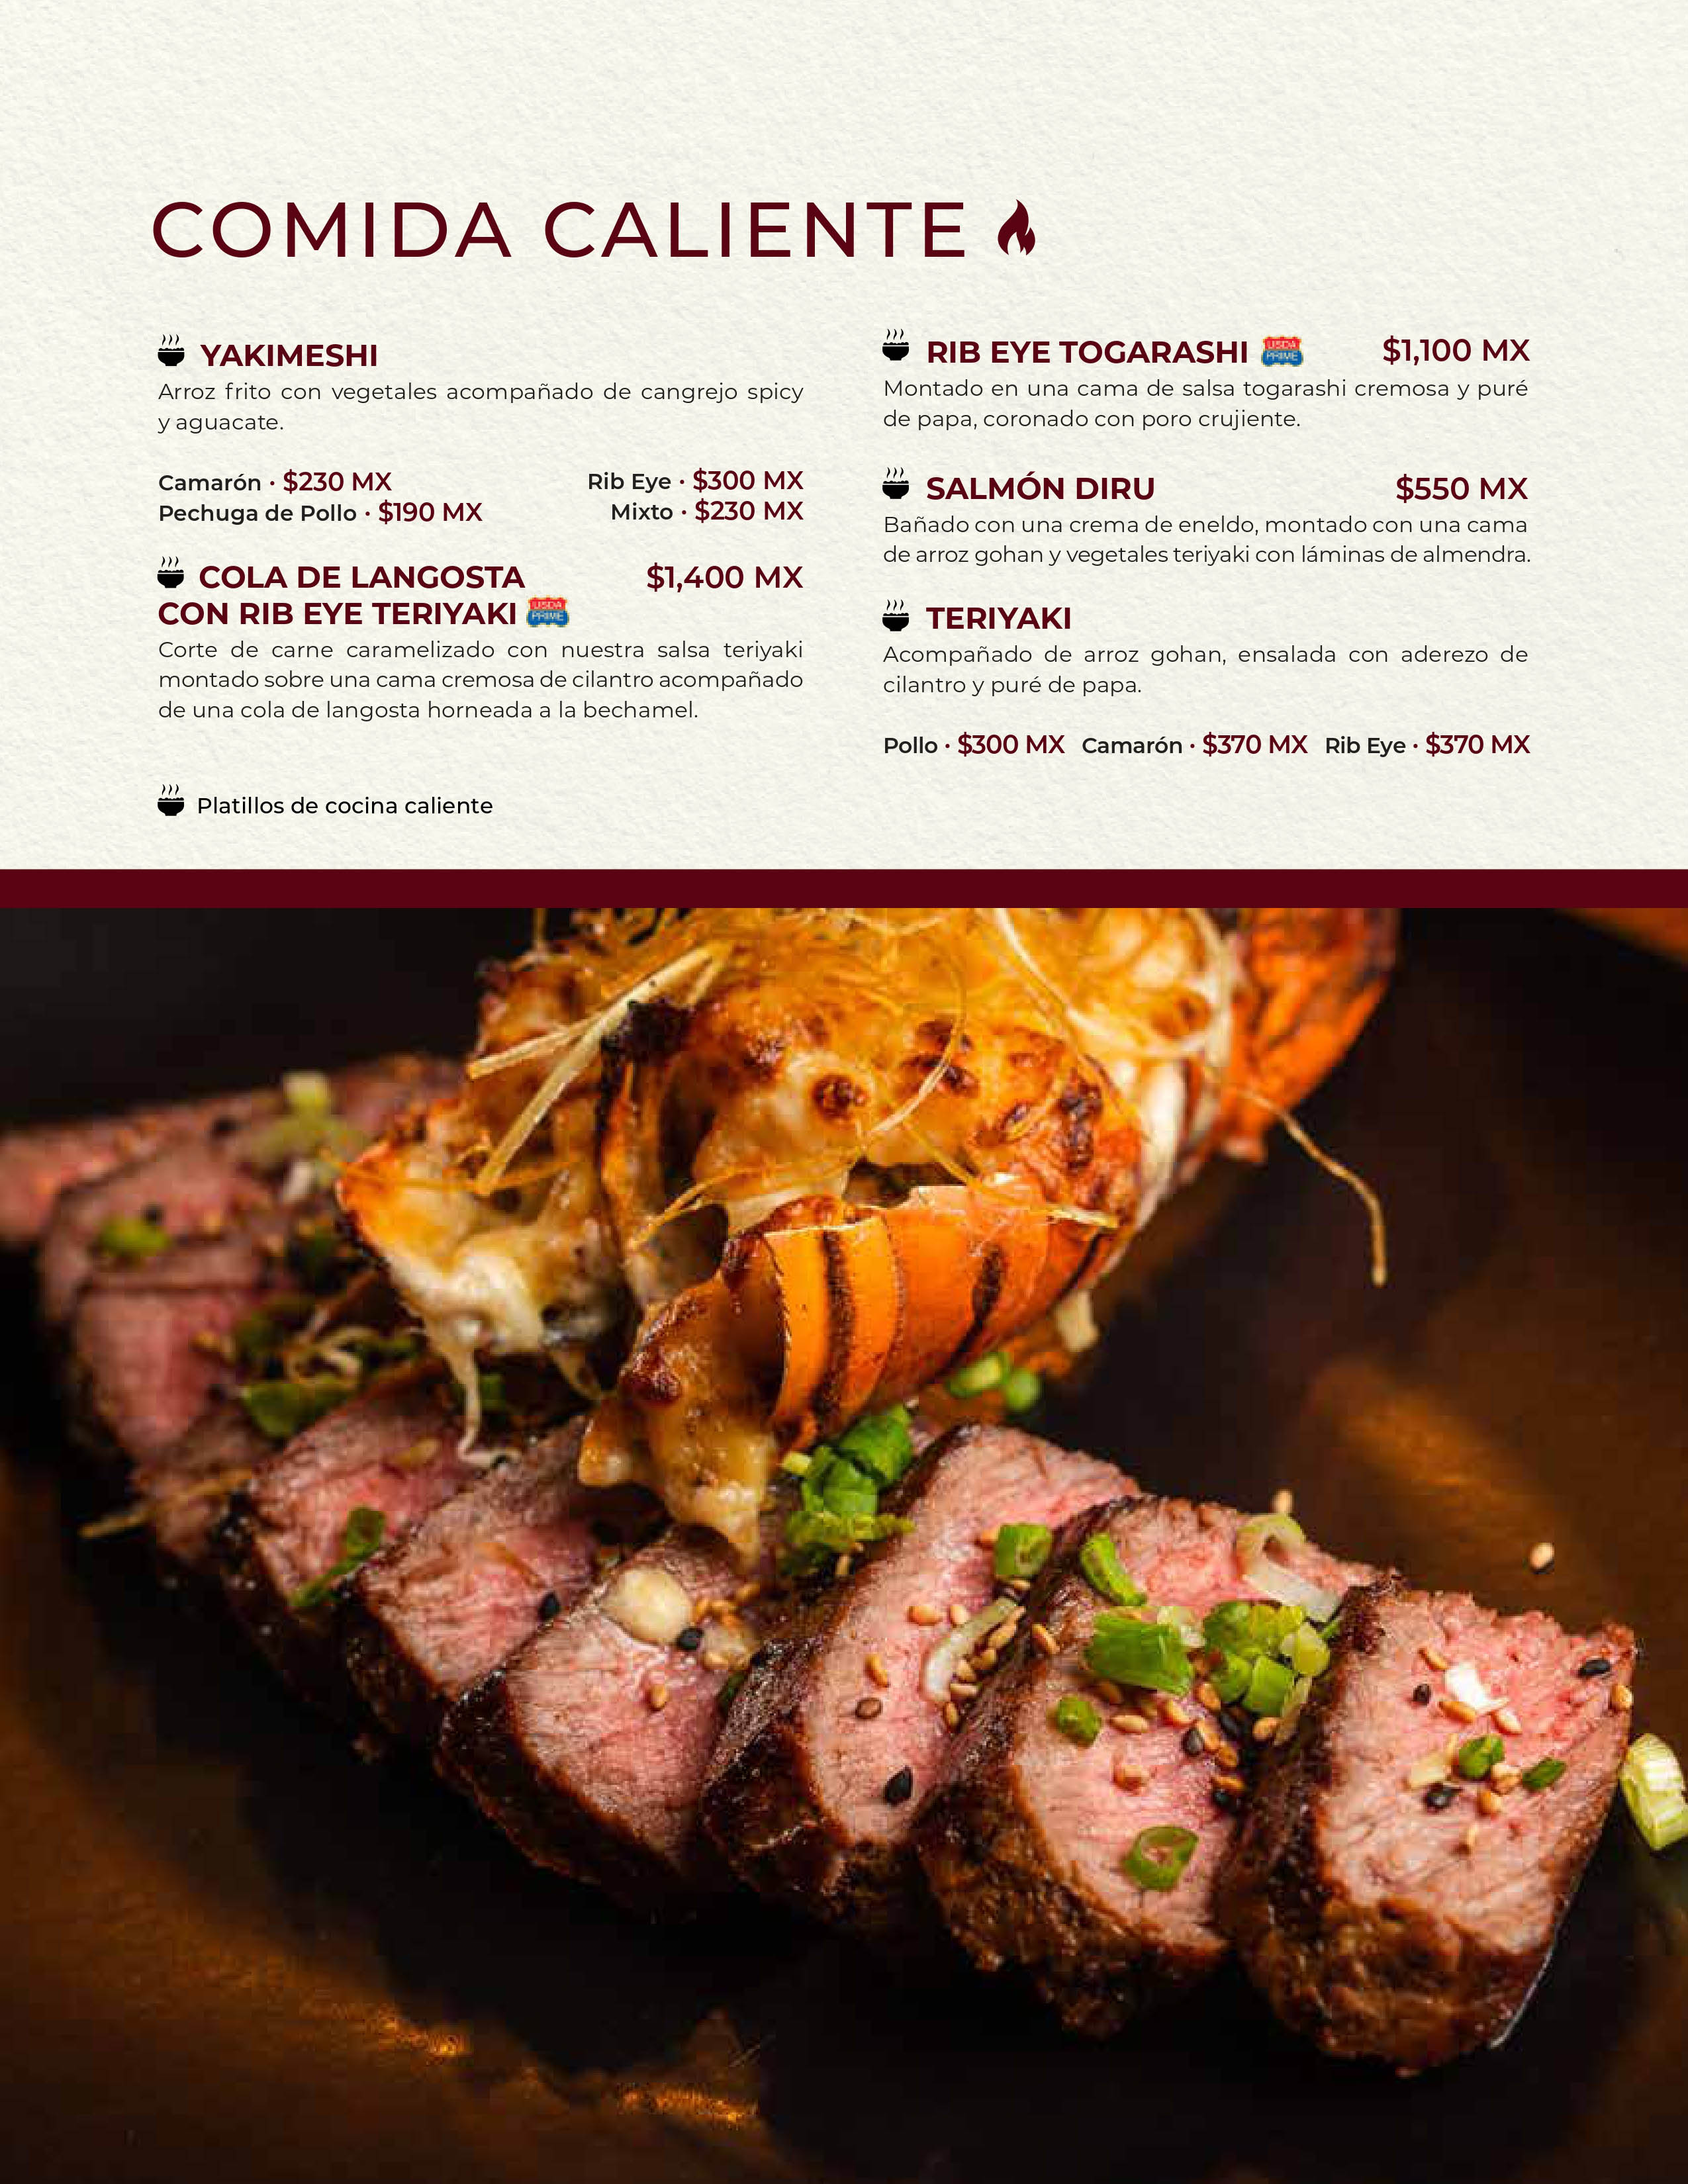 COMIDA CALIENTE
YAKIMESHI
Arroz frito con vegetales acompañado de cangrejo spicy
y aguacate.
Camarón · $230 MX
Pechuga de Pollo · $190 MX
Rib Eye · $300 MX
Mixto · $230 MX
COLA DE LANGOSTA $1,400 MX
CON RIB EYE TERIYAKI USDA PRIME
Corte de carne caramelizado con nuestra salsa teriyaki
montado sobre una cama cremosa de cilantro acompañado
de una cola de langosta horneada a la bechamel.
Platillos de cocina caliente
RIB EYE TOGARASHI USDA PRIME $1,100 MX
Montado en una cama de salsa togarashi cremosa y puré
de papa, coronado con poro crujiente.
SALMÓN DIRU $550 MX
Bañado con una crema de eneldo, montado con una cama
de arroz gohan y vegetales teriyaki con láminas de almendra.
TERIYAKI
Acompañado de arroz gohan, ensalada con aderezo de
cilantro y puré de papa.
Pollo · $300 MX Camarón · $370 MX Rib Eye · $370 MX